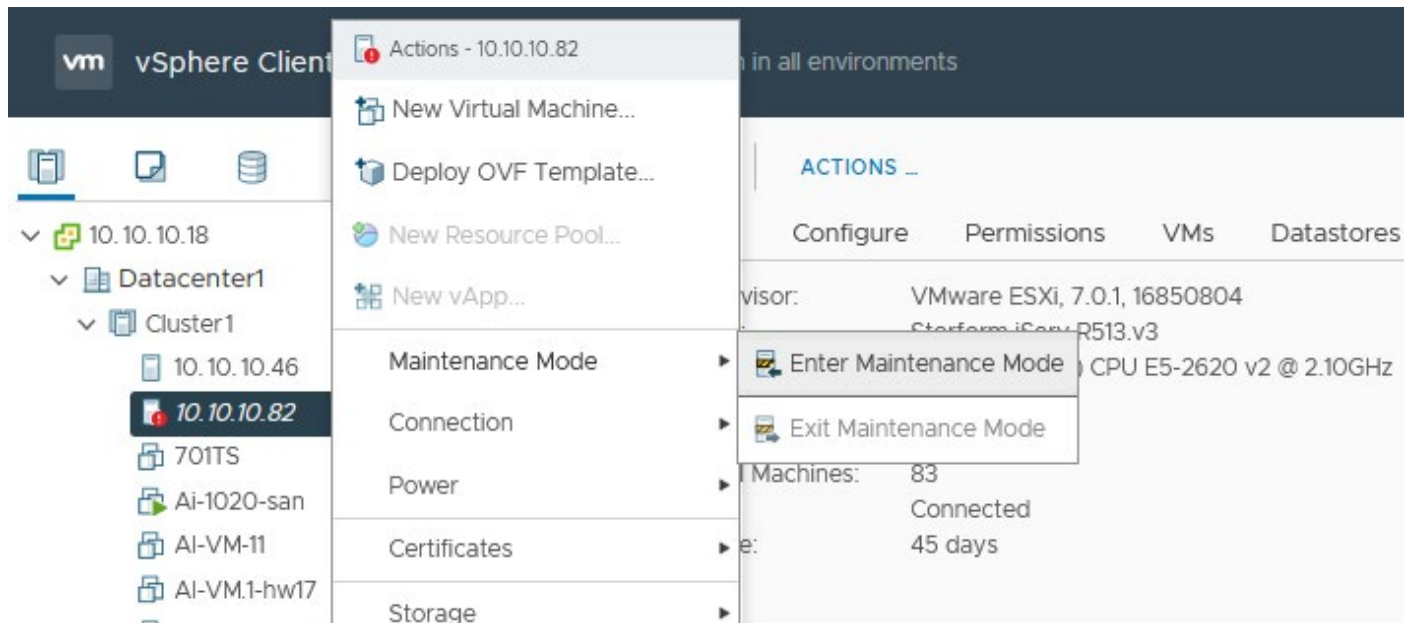 vm vSphere Client
in all environments
ACTIONS
Configure Permissions VMs Datastores
10.10.10.18
Datacenter1
Cluster1
10.10.10.46
10.10.10.82
701TS
Ai-1020-san
AI-VM-11
AI-VM.1-hw17
Actions - 10.10.10.82
New Virtual Machine...
Deploy OVF Template...
New Resource Pool...
New vApp...
Maintenance Mode
Connection
Power
Certificates
Storage
Enter Maintenance Mode
Exit Maintenance Mode
VMware ESXi, 7.0.1, 16850804
R513.v3
CPU E5-2620 v2 @ 2.10GHz
Machines: 83
Connected
45 days